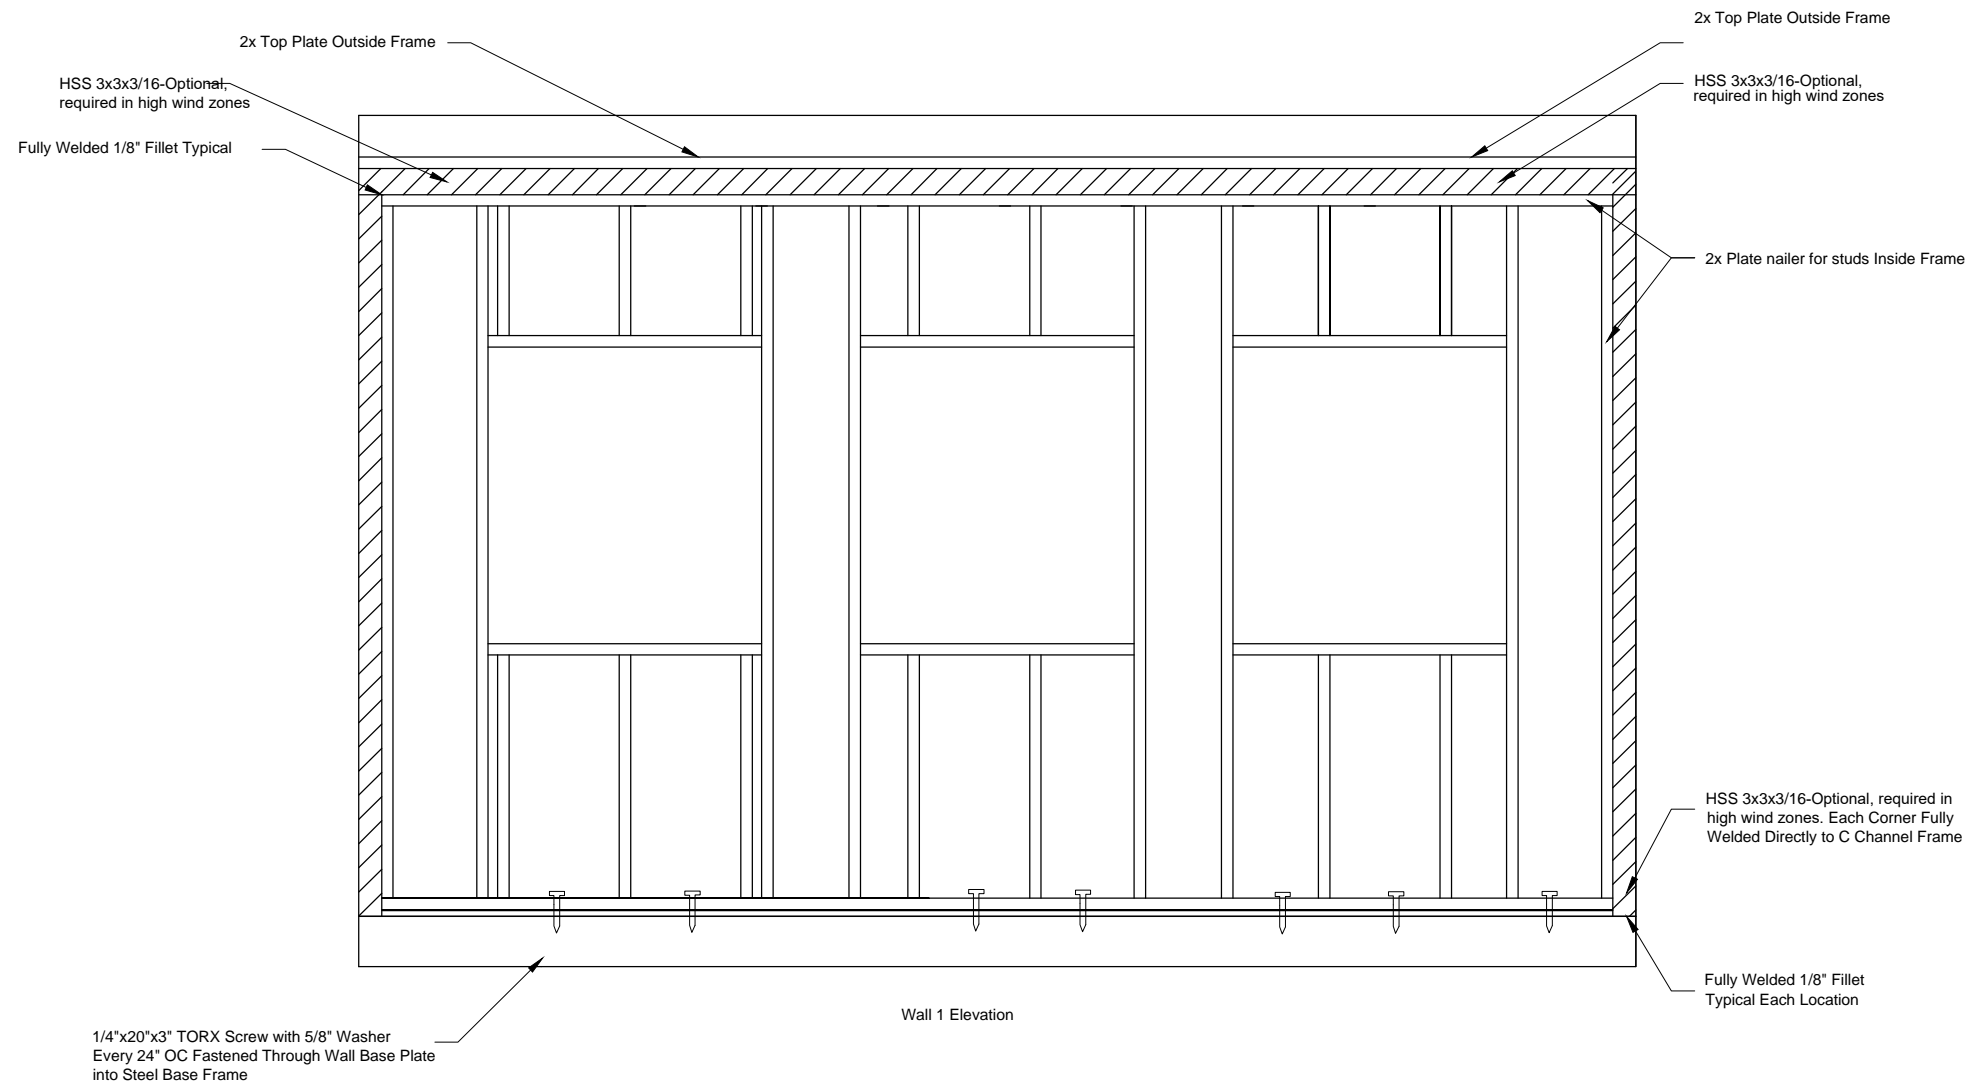 2x Top Plate Outside Frame
2x Top Plate Outside Frame
HSS 3x3x3/16-Optional,
required in high wind zones
HSS 3x3x3/16-Optional,
required in high wind zones
Fully Welded 1/8" Fillet Typical
2x Plate nailer for studs Inside Frame
HSS 3x3x3/16-Optional, required in
high wind zones. Each Corner Fully
Welded Directly to C Channel Frame
Fully Welded 1/8" Fillet
Typical Each Location
Wall 1 Elevation
1/4"x20"x3" TORX Screw with 5/8" Washer
Every 24" OC Fastened Through Wall Base Plate
into Steel Base Frame